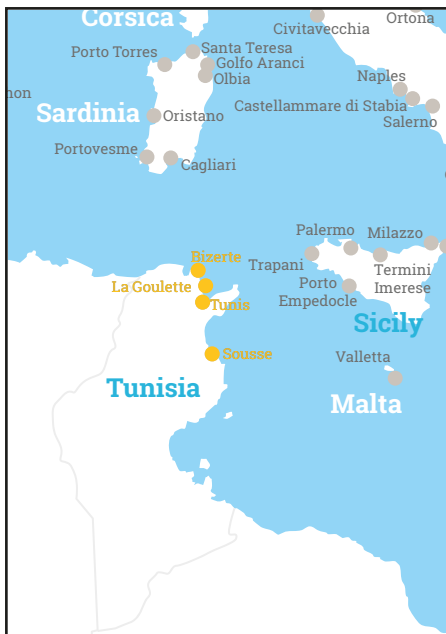 Corsica
Civitavecchia
Ortona
Porto Torres
Santa Teresa
Golfo Aranci
Olbia
Naples
non
Sardinia
Oristano
Castellammare di Stabia
Salerno
Portovesme
Cagliari
Palermo
Milazzo
Bizerte
Trapani
Termini
Imerese
La Goulette
Porto
Empedocle
Tunis
Sicily
Sousse
Valletta
Tunisia
Malta